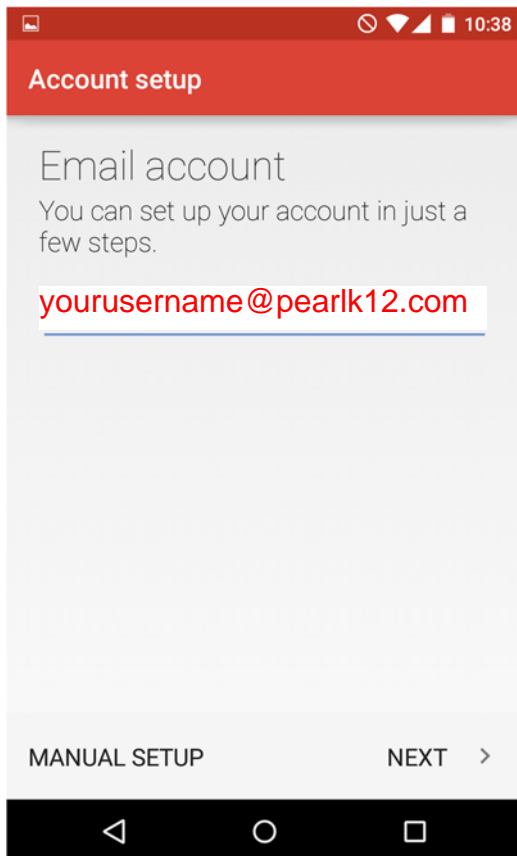 10:38
Account setup
Email account
You can set up your account in just a
few steps.
yourusername@pearlk12.com
MANUAL SETUP NEXT